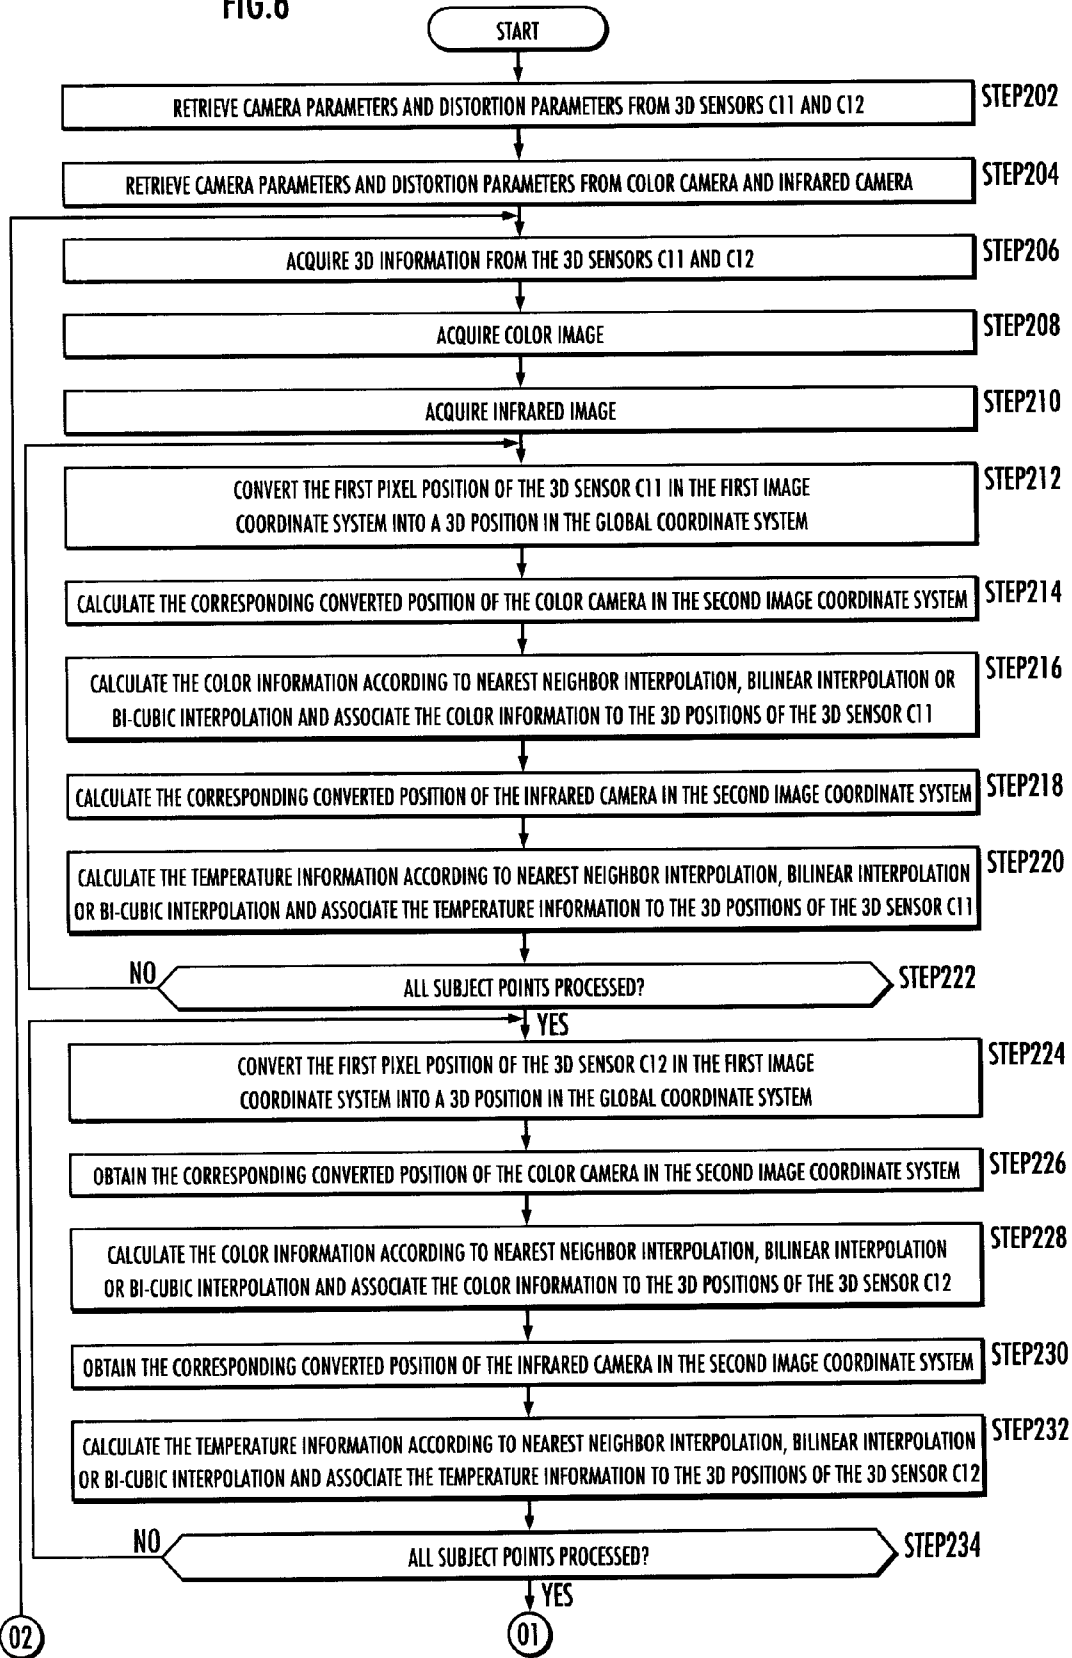 FIG.6
START
RETRIEVE CAMERA PARAMETERS AND DISTORTION PARAMETERS FROM 3D SENSORS C11 AND C12
STEP202
RETRIEVE CAMERA PARAMETERS AND DISTORTION PARAMETERS FROM COLOR CAMERA AND INFRARED CAMERA
STEP204
ACQUIRE 3D INFORMATION FROM THE 3D SENSORS C11 AND C12
STEP206
ACQUIRE COLOR IMAGE
STEP208
ACQUIRE INFRARED IMAGE
STEP210
CONVERT THE FIRST PIXEL POSITION OF THE 3D SENSOR C11 IN THE FIRST IMAGE
COORDINATE SYSTEM INTO A 3D POSITION IN THE GLOBAL COORDINATE SYSTEM
STEP212
CALCULATE THE CORRESPONDING CONVERTED POSITION OF THE COLOR CAMERA IN THE SECOND IMAGE COORDINATE SYSTEM
STEP214
CALCULATE THE COLOR INFORMATION ACCORDING TO NEAREST NEIGHBOR INTERPOLATION, BILINEAR INTERPOLATION OR
BI-CUBIC INTERPOLATION AND ASSOCIATE THE COLOR INFORMATION TO THE 3D POSITIONS OF THE 3D SENSOR C11
STEP216
CALCULATE THE CORRESPONDING CONVERTED POSITION OF THE INFRARED CAMERA IN THE SECOND IMAGE COORDINATE SYSTEM
STEP218
CALCULATE THE TEMPERATURE INFORMATION ACCORDING TO NEAREST NEIGHBOR INTERPOLATION, BILINEAR INTERPOLATION
OR BI-CUBIC INTERPOLATION AND ASSOCIATE THE TEMPERATURE INFORMATION TO THE 3D POSITIONS OF THE 3D SENSOR C11
STEP220
NO
ALL SUBJECT POINTS PROCESSED?
STEP222
YES
CONVERT THE FIRST PIXEL POSITION OF THE 3D SENSOR C12 IN THE FIRST IMAGE
COORDINATE SYSTEM INTO A 3D POSITION IN THE GLOBAL COORDINATE SYSTEM
STEP224
OBTAIN THE CORRESPONDING CONVERTED POSITION OF THE COLOR CAMERA IN THE SECOND IMAGE COORDINATE SYSTEM
STEP226
CALCULATE THE COLOR INFORMATION ACCORDING TO NEAREST NEIGHBOR INTERPOLATION, BILINEAR INTERPOLATION
OR BI-CUBIC INTERPOLATION AND ASSOCIATE THE COLOR INFORMATION TO THE 3D POSITIONS OF THE 3D SENSOR C12
STEP228
OBTAIN THE CORRESPONDING CONVERTED POSITION OF THE INFRARED CAMERA IN THE SECOND IMAGE COORDINATE SYSTEM
STEP230
CALCULATE THE TEMPERATURE INFORMATION ACCORDING TO NEAREST NEIGHBOR INTERPOLATION, BILINEAR INTERPOLATION
OR BI-CUBIC INTERPOLATION AND ASSOCIATE THE TEMPERATURE INFORMATION TO THE 3D POSITIONS OF THE 3D SENSOR C12
STEP232
NO
ALL SUBJECT POINTS PROCESSED?
STEP234
YES
02
01